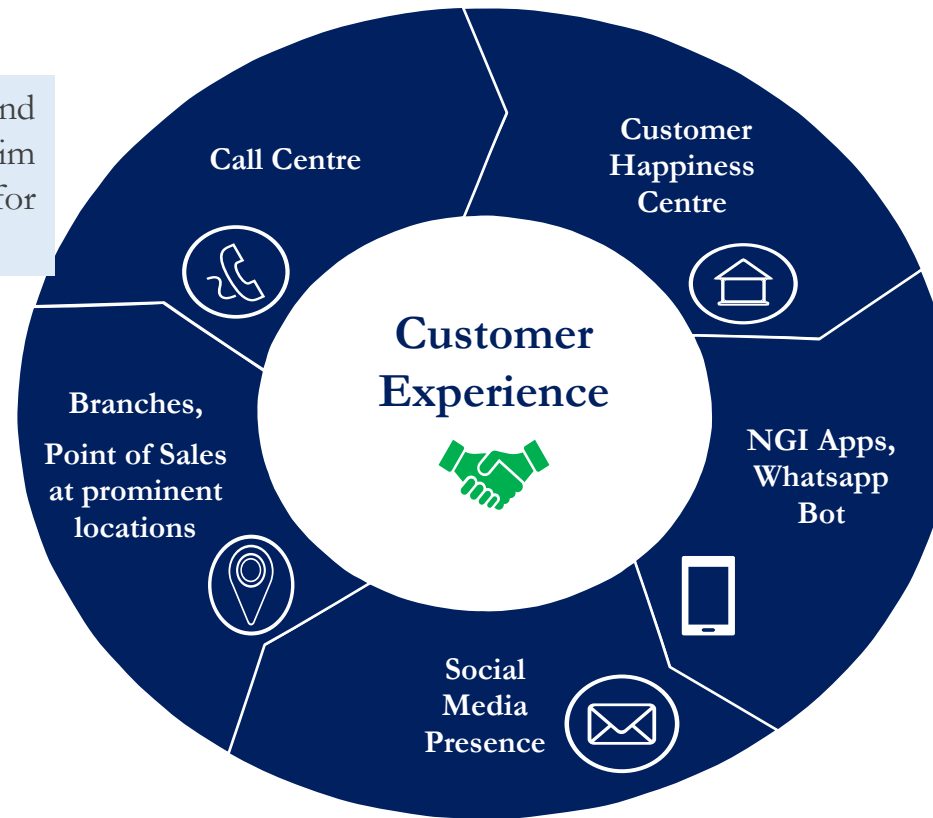 nd
im
for
Call Centre
Customer
Happiness
Centre
Customer
Experience
Branches,
Point of Sales
at prominent
locations
NGI Apps,
Whatsapp
Bot
Social
Media
Presence